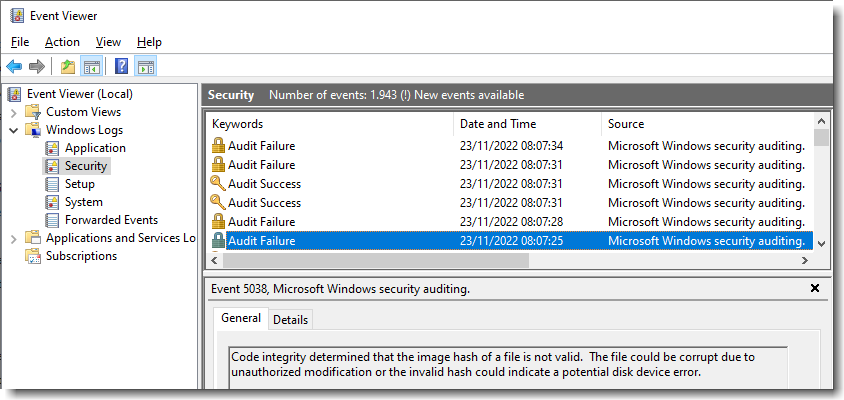 Event Viewer
File Action View Help
Event Viewer (Local)
Custom Views
Windows Logs
Application
Security
Setup
System
Forwarded Events
Applications and Services Lo
Subscriptions
Security Number of events: 1.943 (!) New events available
Keywords Date and Time Source
Audit Failure 23/11/2022 08:07:34 Microsoft Windows security auditing.
Audit Failure 23/11/2022 08:07:31 Microsoft Windows security auditing.
Audit Success 23/11/2022 08:07:31 Microsoft Windows security auditing.
Audit Success 23/11/2022 08:07:31 Microsoft Windows security auditing.
Audit Failure 23/11/2022 08:07:28 Microsoft Windows security auditing.
Audit Failure 23/11/2022 08:07:25 Microsoft Windows security auditing.
Event 5038, Microsoft Windows security auditing.
General Details
Code integrity determined that the image hash of a file is not valid.  The file could be corrupt due to
unauthorized modification or the invalid hash could indicate a potential disk device error.